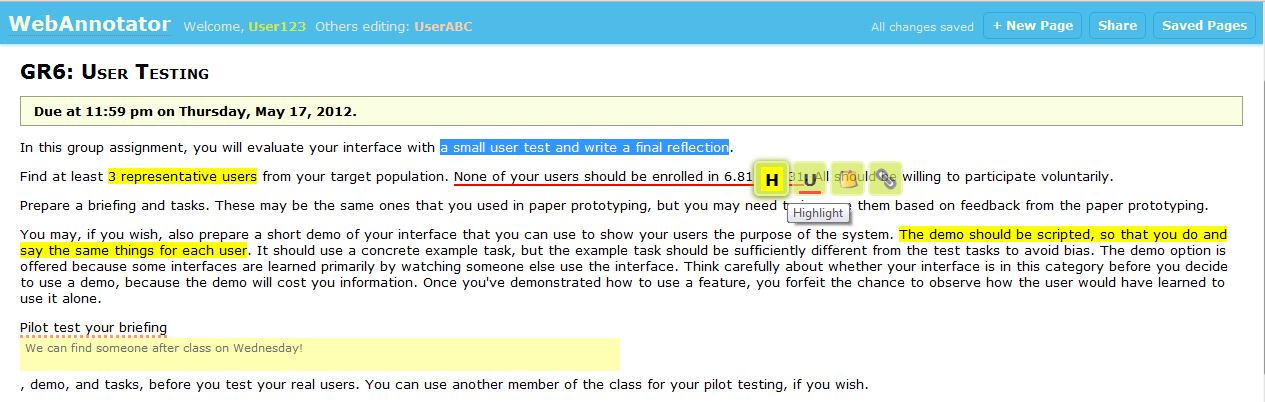 WebAnnotator Welcome, User123 Others editing: UserABC All changes saved + New Page Share Saved Pages
GR6: User Testing
Due at 11:59 pm on Thursday, May 17, 2012.
In this group assignment, you will evaluate your interface with a small user test and write a final reflection.
Find at least 3 representative users from your target population. None of your users should be enrolled in 6.81 31. All should be willing to participate voluntarily.
H U
Prepare a briefing and tasks. These may be the same ones that you used in paper prototyping, but you may need to them based on feedback from the paper prototyping.
Highlight
You may, if you wish, also prepare a short demo of your interface that you can use to show your users the purpose of the system. The demo should be scripted, so that you do and
say the same things for each user. It should use a concrete example task, but the example task should be sufficiently different from the test tasks to avoid bias. The demo option is
offered because some interfaces are learned primarily by watching someone else use the interface. Think carefully about whether your interface is in this category before you decide
to use a demo, because the demo will cost you information. Once you've demonstrated how to use a feature, you forfeit the chance to observe how the user would have learned to
use it alone.
Pilot test your briefing
We can find someone after class on Wednesday!
, demo, and tasks, before you test your real users. You can use another member of the class for your pilot testing, if you wish.